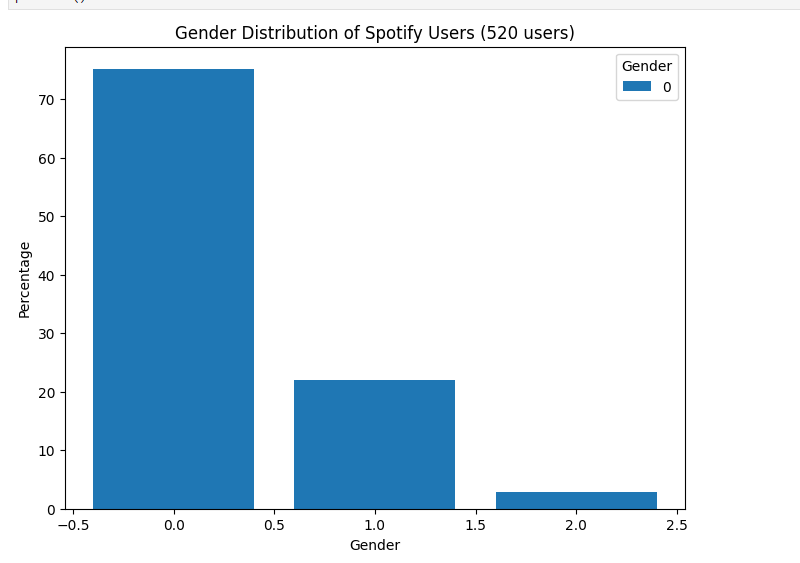 Gender Distribution of Spotify Users (520 users)
Gender
0
70
60
50
40
30
20
10
0
Percentage
−0.5 0.0 0.5 1.0 1.5 2.0 2.5
Gender